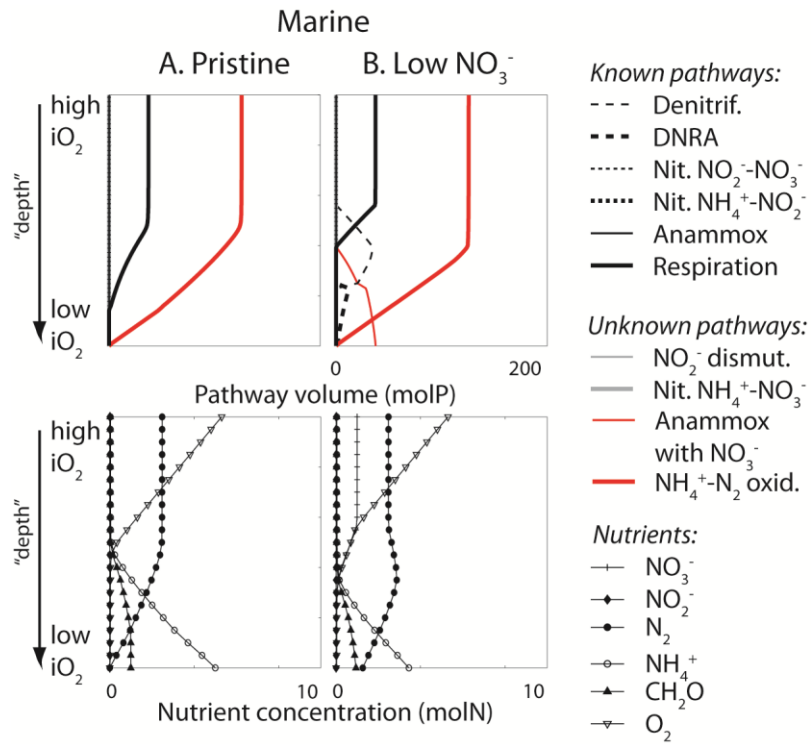 Marine
A. Pristine
B. Low NO₃⁻
high
iO₂
"depth"
low
iO₂
0
200
Pathway volume (molP)
high
iO₂
"depth"
low
iO₂
0
10
0
10
Nutrient concentration (molN)
Known pathways:
Denitrif.
DNRA
Nit. NO₂⁻-NO₃⁻
Nit. NH₄⁺-NO₂⁻
Anammox
Respiration
Unknown pathways:
NO₂⁻ dismut.
Nit. NH₄⁺-NO₃⁻
Anammox
with NO₃⁻
NH₄⁺-N₂ oxid.
Nutrients:
NO₃⁻
NO₂⁻
N₂
NH₄⁺
CH₂O
O₂